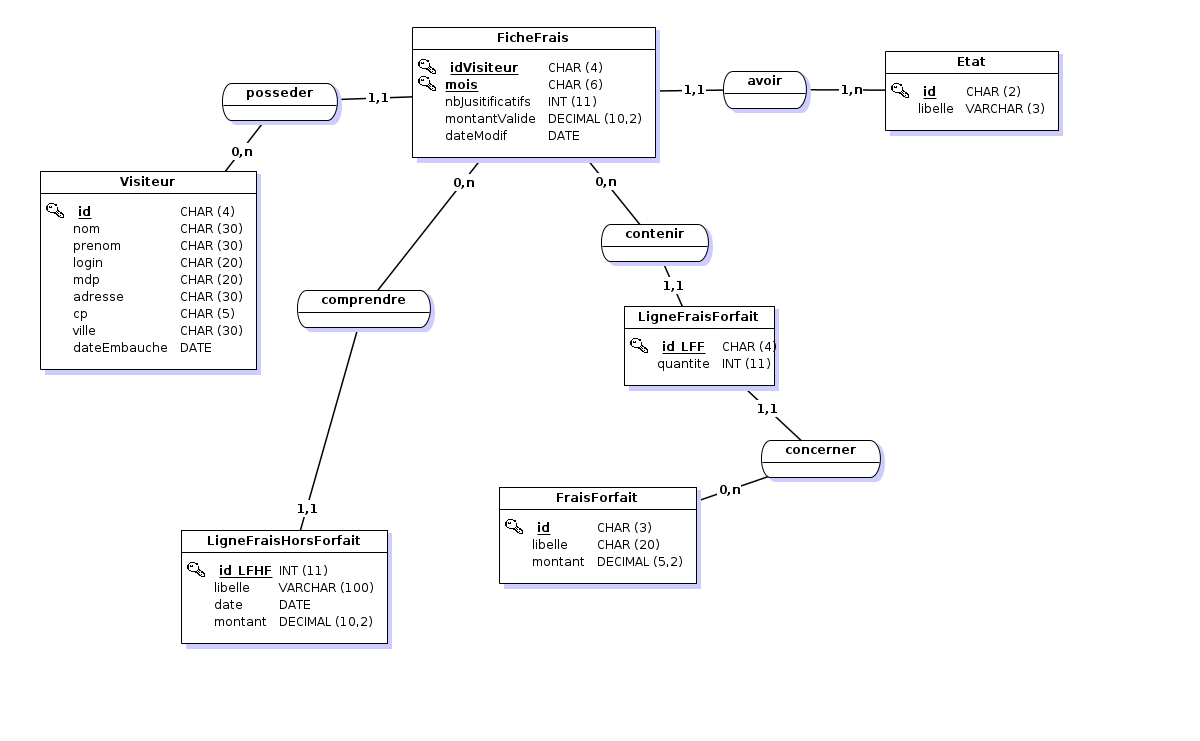 FicheFrais
idVisiteur CHAR (4)
mois CHAR (6)
nbJusitificatifs INT (11)
montantValide DECIMAL (10,2)
dateModif DATE
posseder
1,1
0,n
avoir
1,1
1,n
Etat
id CHAR (2)
libelle VARCHAR (3)
Visiteur
id CHAR (4)
nom CHAR (30)
prenom CHAR (30)
login CHAR (20)
mdp CHAR (20)
adresse CHAR (30)
cp CHAR (5)
ville CHAR (30)
dateEmbauche DATE
0,n
comprendre
1,1
0,n
contenir
1,1
LigneFraisForfait
id_LFF CHAR (4)
quantite INT (11)
1,1
concerner
0,n
FraisForfait
id CHAR (3)
libelle CHAR (20)
montant DECIMAL (5,2)
LigneFraisHorsForfait
id_LFHF INT (11)
libelle VARCHAR (100)
date DATE
montant DECIMAL (10,2)